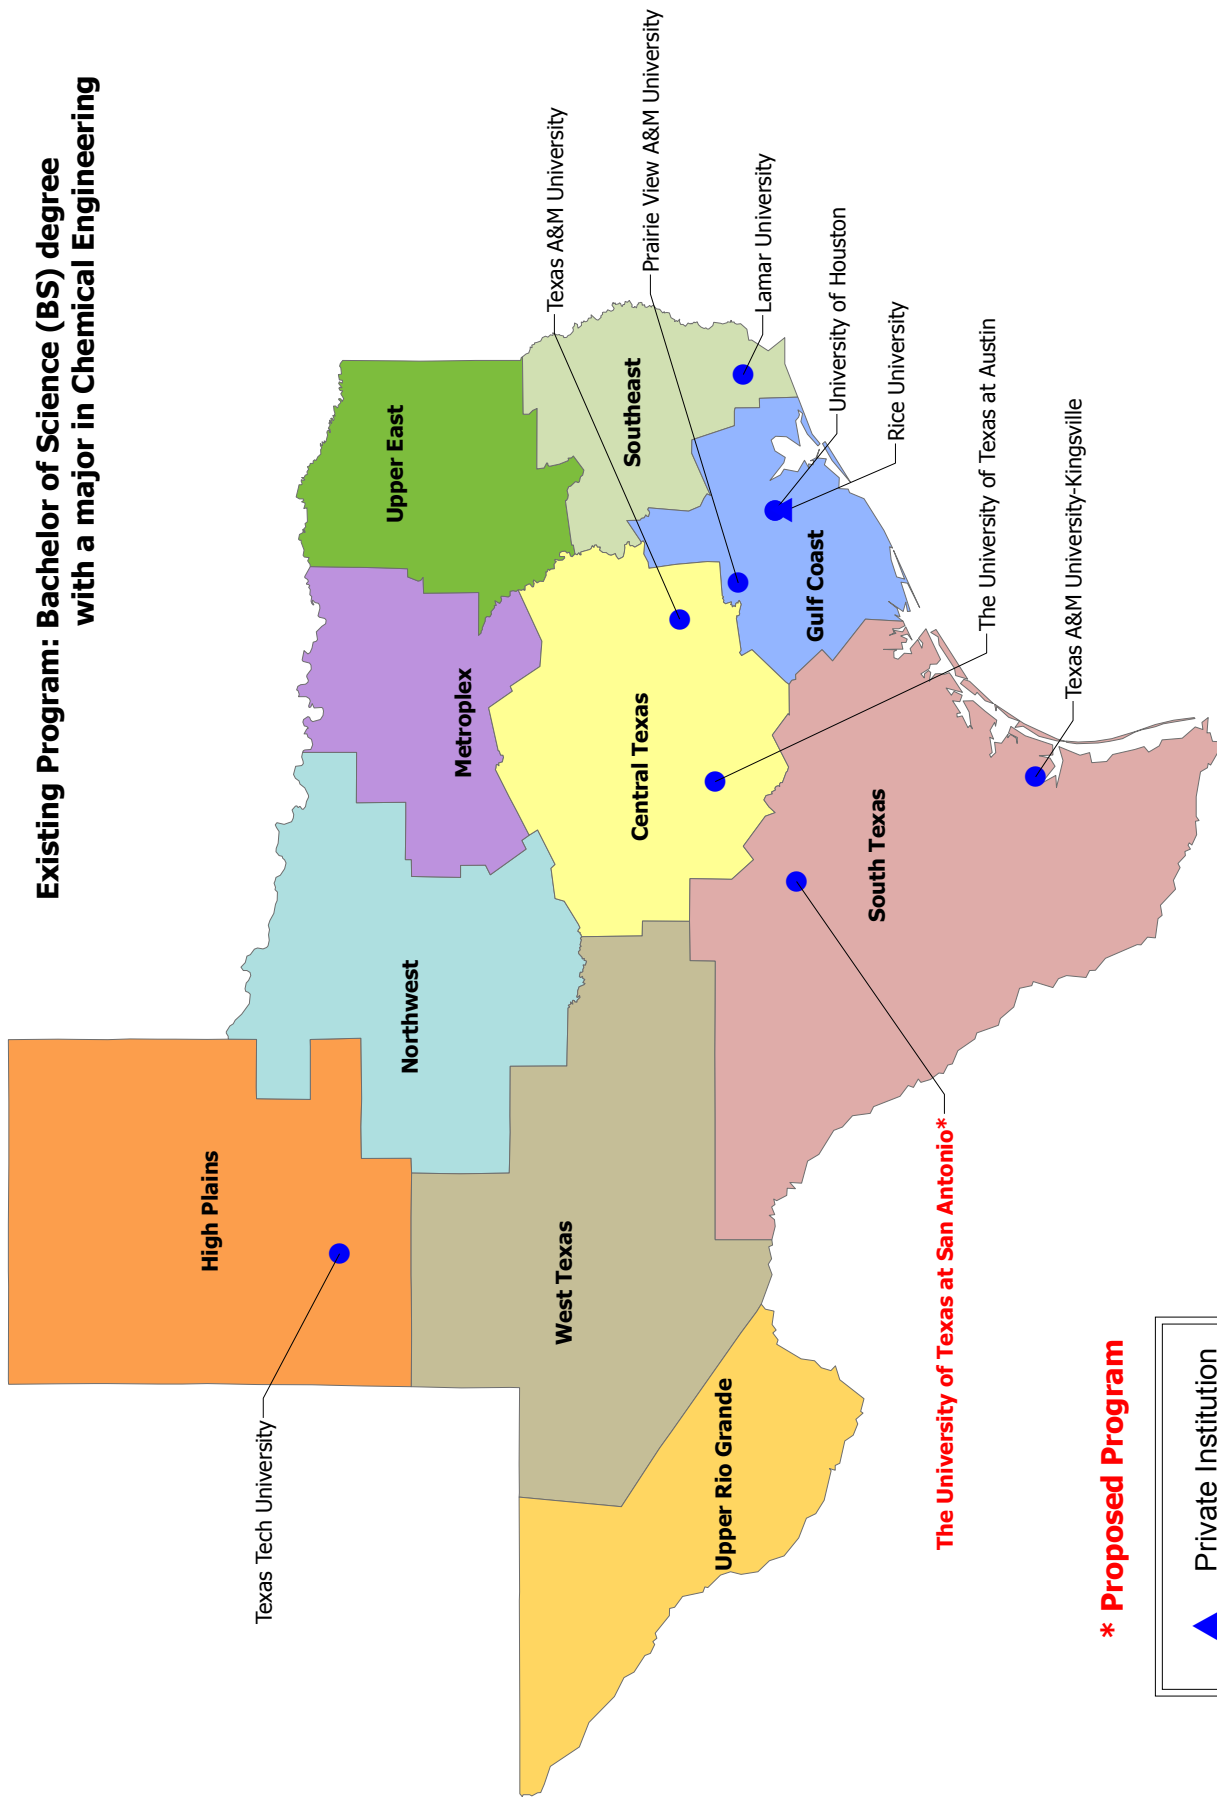 Existing Program: Bachelor of Science (BS) degree
with a major in Chemical Engineering
High Plains
Texas Tech University
Northwest
Metroplex
Upper East
Texas A&M University
Prairie View A&M University
Southeast
Lamar University
University of Houston
Rice University
Gulf Coast
Central Texas
The University of Texas at Austin
West Texas
Upper Rio Grande
South Texas
Texas A&M University-Kingsville
The University of Texas at San Antonio*
* Proposed Program
Private Institution